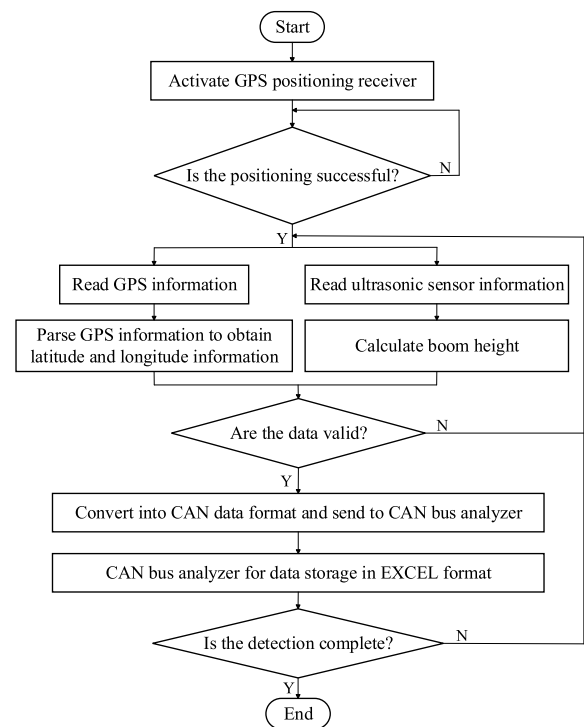 Start
Activate GPS positioning receiver
Is the positioning successful?
N
Y
Read GPS information
Read ultrasonic sensor information
Parse GPS information to obtain
latitude and longitude information
Calculate boom height
Are the data valid?
N
Y
Convert into CAN data format and send to CAN bus analyzer
CAN bus analyzer for data storage in EXCEL format
Is the detection complete?
N
Y
End